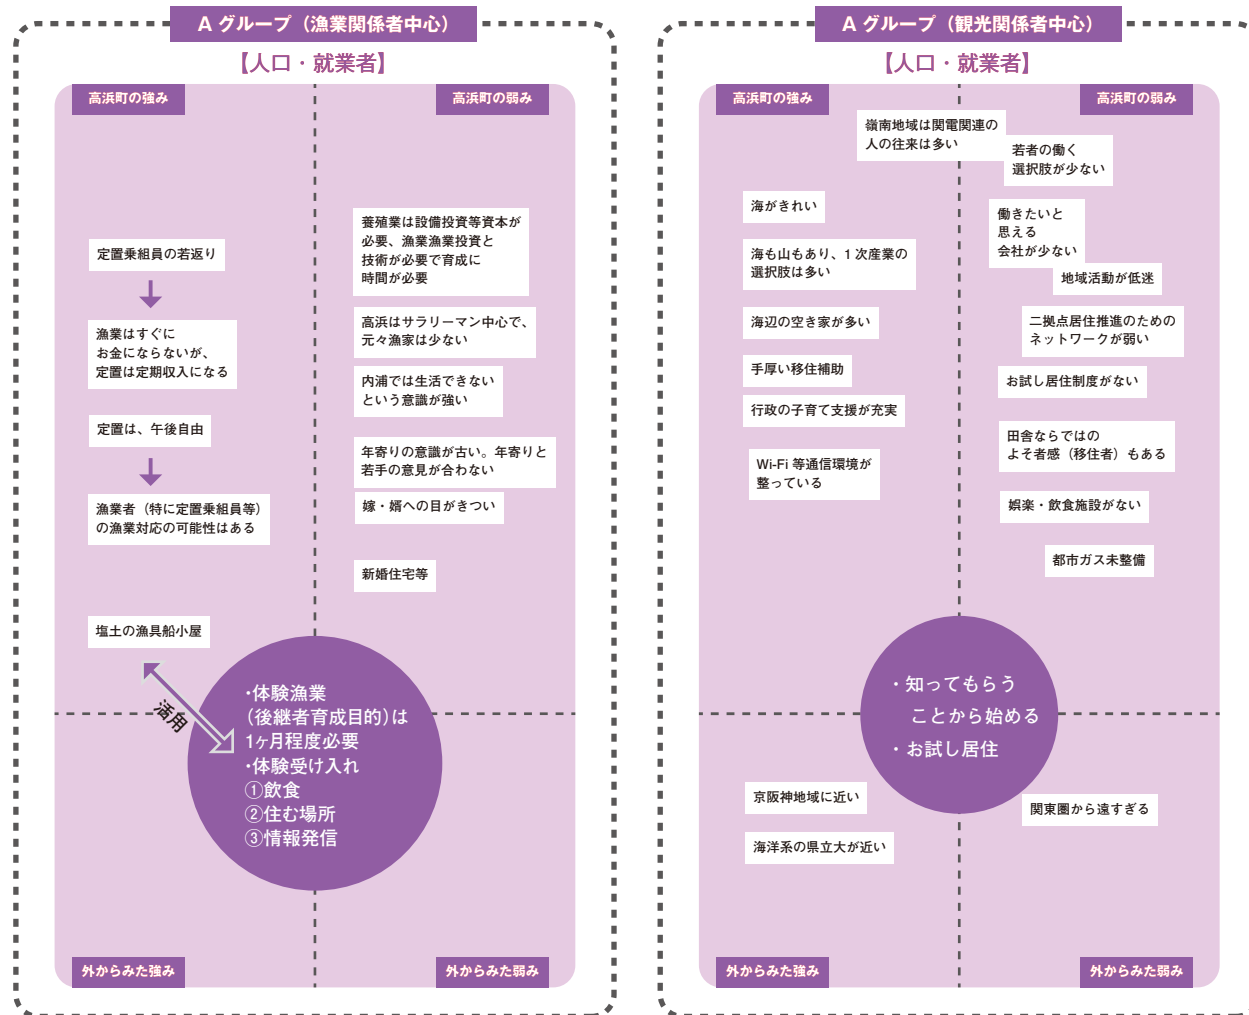 A グループ（漁業関係者中心）
【人口・就業者】
高浜町の強み
高浜町の弱み
定置乗組員の若返り
漁業はすぐに
お金にならないが、
定置は定期収入になる
定置は、午後自由
漁業者（特に定置乗組員等）
の漁業対応の可能性はある
塩土の漁具船小屋
活用
養殖業は設備投資等資本が
必要、漁業漁業投資と
技術が必要で育成に
時間が必要
高浜はサラリーマン中心で、
元々漁家は少ない
内浦では生活できない
という意識が強い
年寄りの意識が古い。年寄りと
若手の意見が合わない
嫁・婿への目がきつい
新婚住宅等
・体験漁業
（後継者育成目的）は
1ヶ月程度必要
・体験受け入れ
①飲食
②住む場所
③情報発信
外からみた強み
外からみた弱み
A グループ（観光関係者中心）
【人口・就業者】
高浜町の強み
高浜町の弱み
嶺南地域は関電関連の
人の往来は多い
海がきれい
海も山もあり、1 次産業の
選択肢は多い
海辺の空き家が多い
手厚い移住補助
行政の子育て支援が充実
Wi-Fi 等通信環境が
整っている
若者の働く
選択肢が少ない
働きたいと
思える
会社が少ない
地域活動が低迷
二拠点居住推進のための
ネットワークが弱い
お試し居住制度がない
田舎ならではの
よそ者感（移住者）もある
娯楽・飲食施設がない
都市ガス未整備
・知ってもらう
ことから始める
・お試し居住
京阪神地域に近い
海洋系の県立大が近い
関東圏から遠すぎる
外からみた強み
外からみた弱み